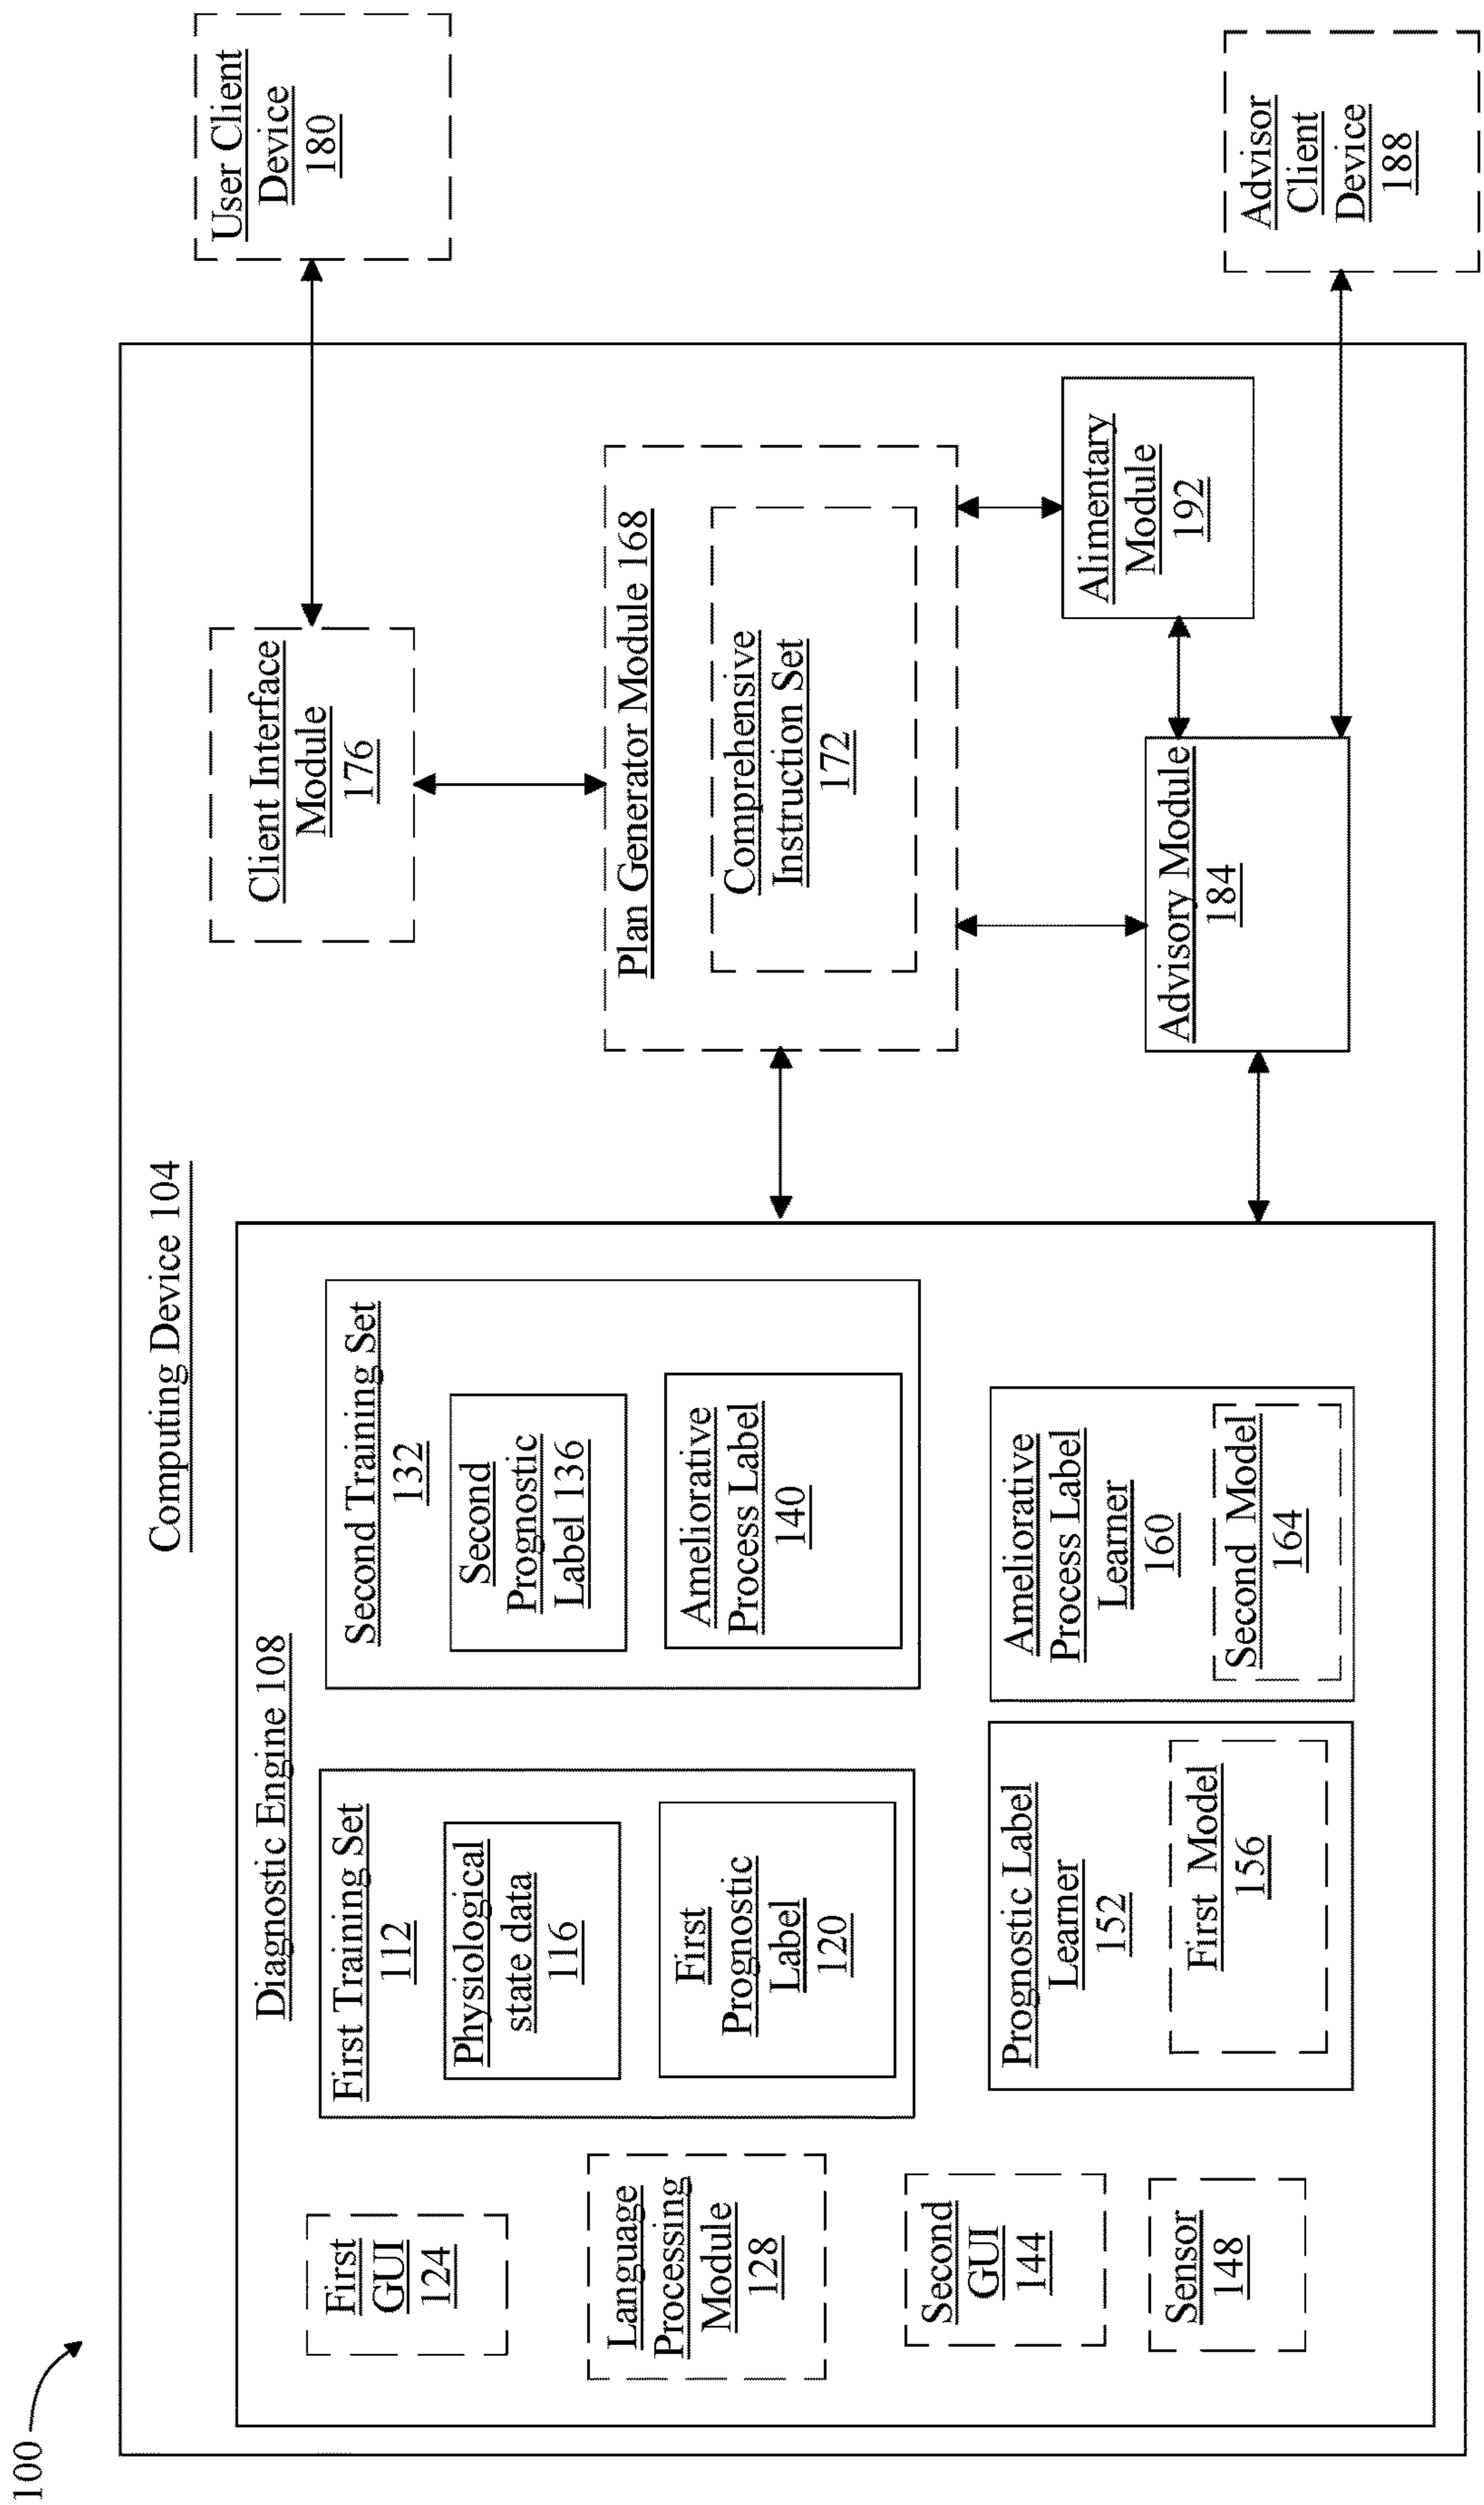 100
Computing Device 104
Diagnostic Engine 108
First
GUI
124
Language
Processing
Module
128
Second
GUI
144
Sensor
148
First Training Set
112
Physiological
state data
116
First
Prognostic
Label
120
Prognostic Label
Learner
152
First Model
156
Second Training Set
132
Second
Prognostic
Label 136
Ameliorative
Process Label
140
Ameliorative
Process Label
Learner
160
Second Model
164
Client Interface
Module
176
Plan Generator Module 168
Comprehensive
Instruction Set
172
Advisory Module
184
Alimentary
Module
192
User Client
Device
180
Advisor
Client
Device
188